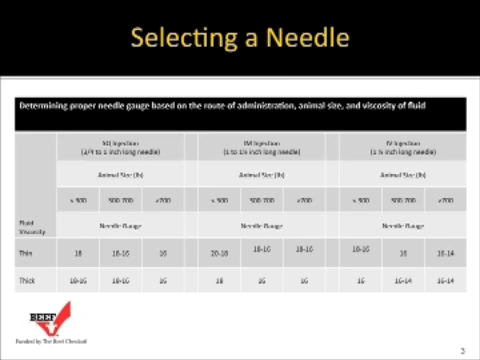 Selecting a Needle
Determining proper needle gauge based on the route of administration, animal size, and viscosity of fluid
SQ Injection IM Injection IV Injection
(3/4 to 1 inch long needle) (1 to 1½ inch long needle) (1 ½ inch long needle)
Animal Size (lb) Animal Size (lb) Animal Size (lb)
< 300 300-700 >700 < 300 300-700 >700 < 300 300-700 >700
Fluid
Viscosity Needle Gauge Needle Gauge Needle Gauge
Thin 18 18-16 16 20-18 18-16 18-16 18-16 16 16-14
Thick 18-16 18-16 16 18 16 16 16 16-14 16-14
BEEF
Funded by The Beef Checkoff
3